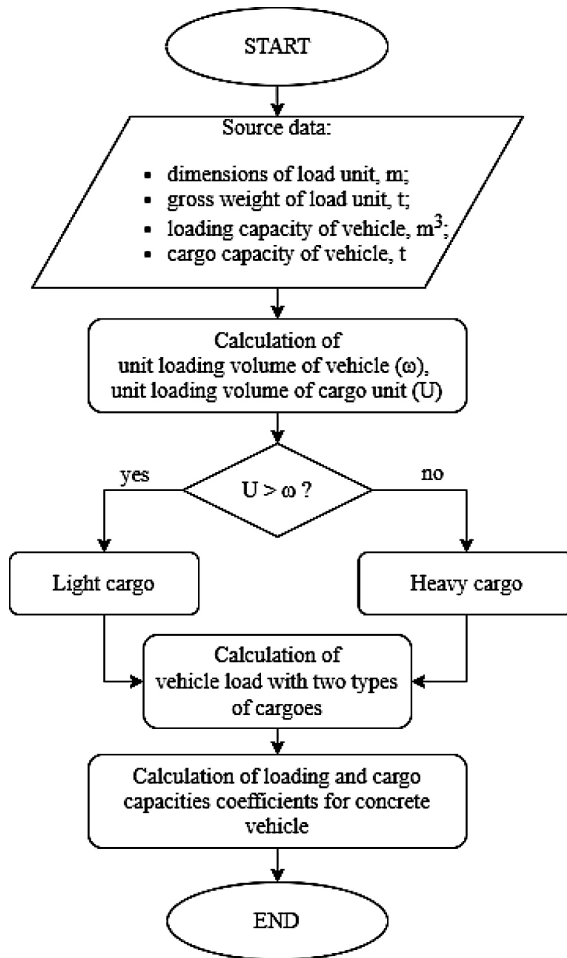 START
Source data:
▪ dimensions of load unit, m;
▪ gross weight of load unit, t;
▪ loading capacity of vehicle, m³;
▪ cargo capacity of vehicle, t
Calculation of
unit loading volume of vehicle (ω),
unit loading volume of cargo unit (U)
yes
U > ω ?
no
Light cargo
Heavy cargo
Calculation of
vehicle load with two types
of cargoes
Calculation of loading and cargo
capacities coefficients for concrete
vehicle
END